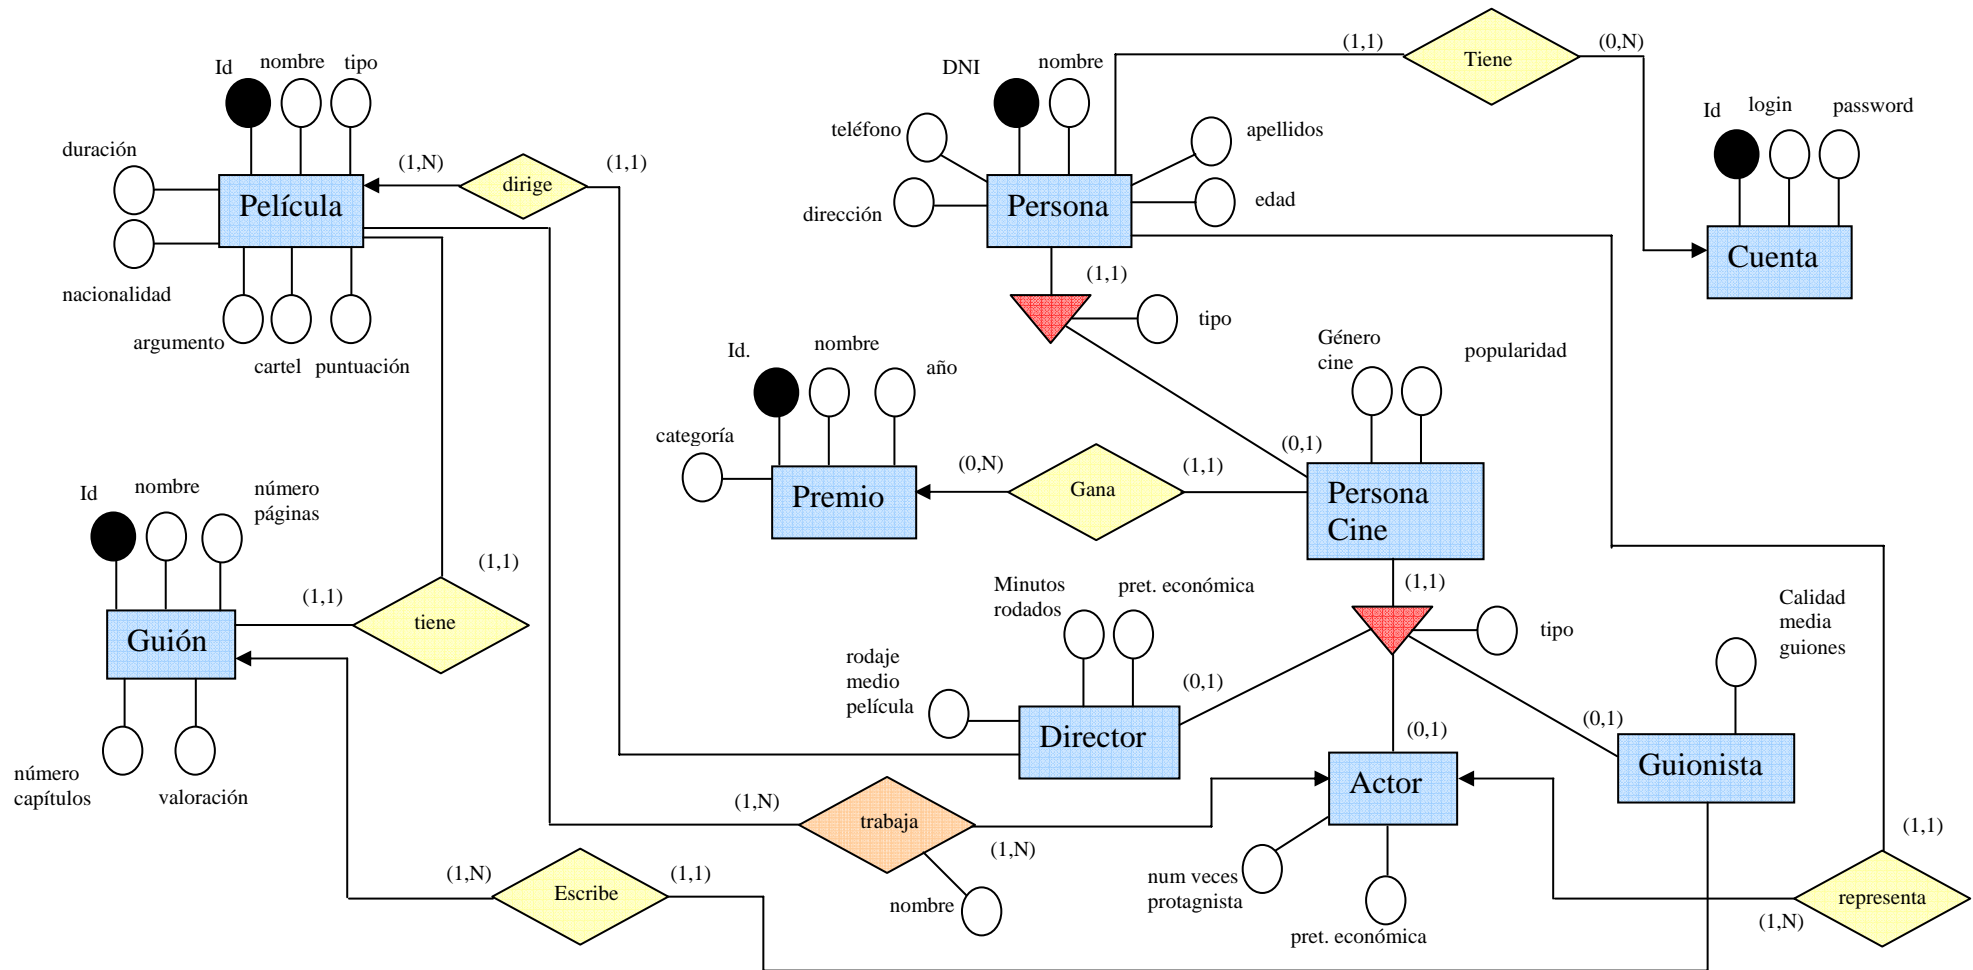 (1,1)
Tiene
(0,N)
Id
nombre
tipo
DNI
nombre
Id
login
password
teléfono
apellidos
duración
(1,N)
dirige
(1,1)
Película
dirección
Persona
edad
Cuenta
nacionalidad
(1,1)
tipo
argumento
cartel
puntuación
Id.
nombre
año
Género
cine
popularidad
categoría
(0,1)
(0,N)
Gana
(1,1)
Premio
Persona
Cine
Id
nombre
número
páginas
(1,1)
(1,1)
(1,1)
Guión
tiene
Minutos
rodados
pret. económica
tipo
Calidad
media
guiones
rodaje
medio
película
(0,1)
Director
(0,1)
(0,1)
Guionista
Actor
número
capítulos
valoración
(1,N)
trabaja
(1,N)
(1,1)
(1,N)
Escribe
(1,1)
nombre
num veces
protagnista
pret. económica
(1,N)
representa